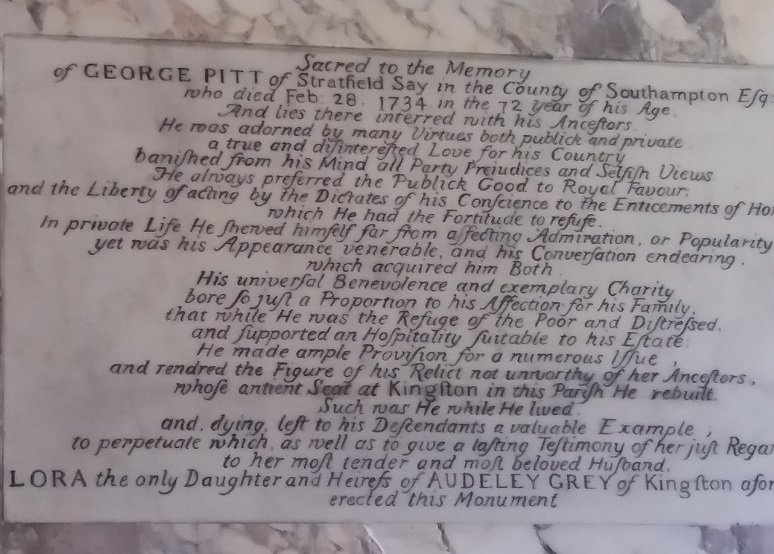 Sacred to the Memory
of GEORGE PITT of Stratfield Say in the County of Southampton Eſqr
who died Feb. 28. 1734 in the 72 year of his Age,
And lies there interred with his Anceſtors.
He was adorned by many Virtues both publick and private
a true and diſintereſted Love for his Country
baniſhed from his Mind all Party Prejudices and Selfiſh Views
He always preferred the Publick Good to Royal Favour,
and the Liberty of acting by the Dictates of his Conſcience to the Enticements of Ho
which He had the Fortitude to refuſe.
In private Life He ſhewed himſelf far from affecting Admiration, or Popularity
yet was his Appearance venerable, and his Converſation endearing,
which acquired him Both
His univerſal Benevolence and exemplary Charity
bore ſo juſt a Proportion to his Affection for his Family,
that while He was the Refuge of the Poor and Diſtreſsed,
and ſupported an Hoſpitality ſuitable to his Eſtate
He made ample Proviſion for a numerous Iſſue,
and rendred the Figure of his Relict not unworthy of her Anceſtors,
whoſe antient Seat at Kingſton in this Pariſh He rebuilt.
Such was He while He lived
and, dying, left to his Deſcendants a valuable Example,
to perpetuate which, as well as to give a laſting Teſtimony of her juſt Regar
to her moſt tender and moſt beloved Huſband,
LORA the only Daughter and Heireſs of AUDELEY GREY of Kingſton afor
erected this Monument